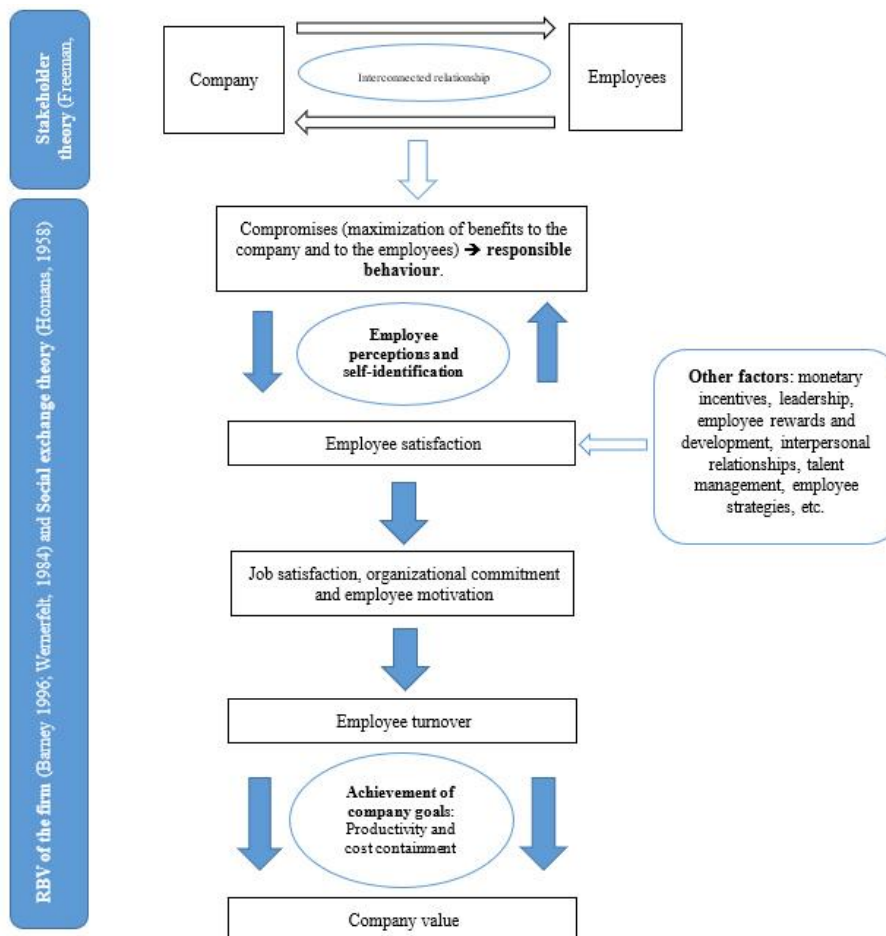 Stakeholder
theory (Freeman,
Company
Interconnected relationship
Employees
Compromises (maximization of benefits to the
company and to the employees) ➔ responsible
behaviour.
RBV of the firm (Barney 1996; Wernerfelt, 1984) and Social exchange theory (Homans, 1958)
Employee
perceptions and
self-identification
Other factors: monetary
incentives, leadership,
employee rewards and
development, interpersonal
relationships, talent
management, employee
strategies, etc.
Employee satisfaction
Job satisfaction, organizational commitment
and employee motivation
Employee turnover
Achievement of
company goals:
Productivity and
cost containment
Company value